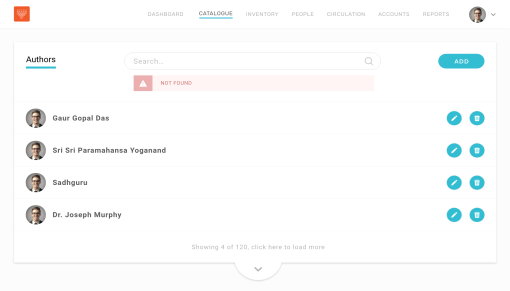 DASHBOARD CATALOGUE INVENTORY PEOPLE CIRCULATION ACCOUNTS REPORTS
Authors
Search...
ADD
NOT FOUND
Gaur Gopal Das
Sri Sri Paramahansa Yoganand
Sadhguru
Dr. Joseph Murphy
Showing 4 of 120, click here to load more